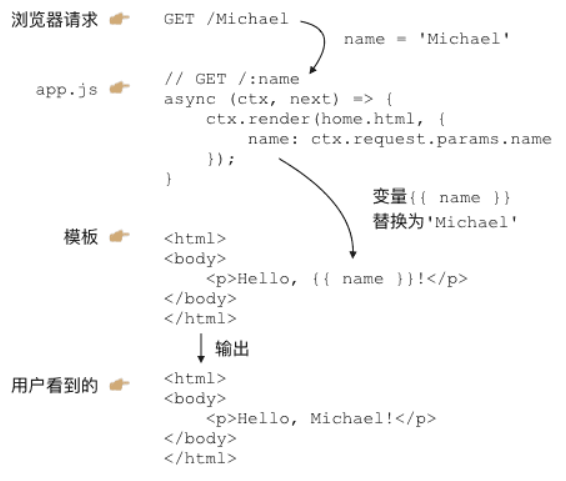 浏览器请求 GET /Michael
name = 'Michael'
app.js // GET /:name
async (ctx, next) => {
    ctx.render(home.html, {
        name: ctx.request.params.name
    });
}
变量{{ name }}
替换为'Michael'
模板 <html>
<body>
    <p>Hello, {{ name }}!</p>
</body>
</html>
输出
用户看到的 <html>
<body>
    <p>Hello, Michael!</p>
</body>
</html>